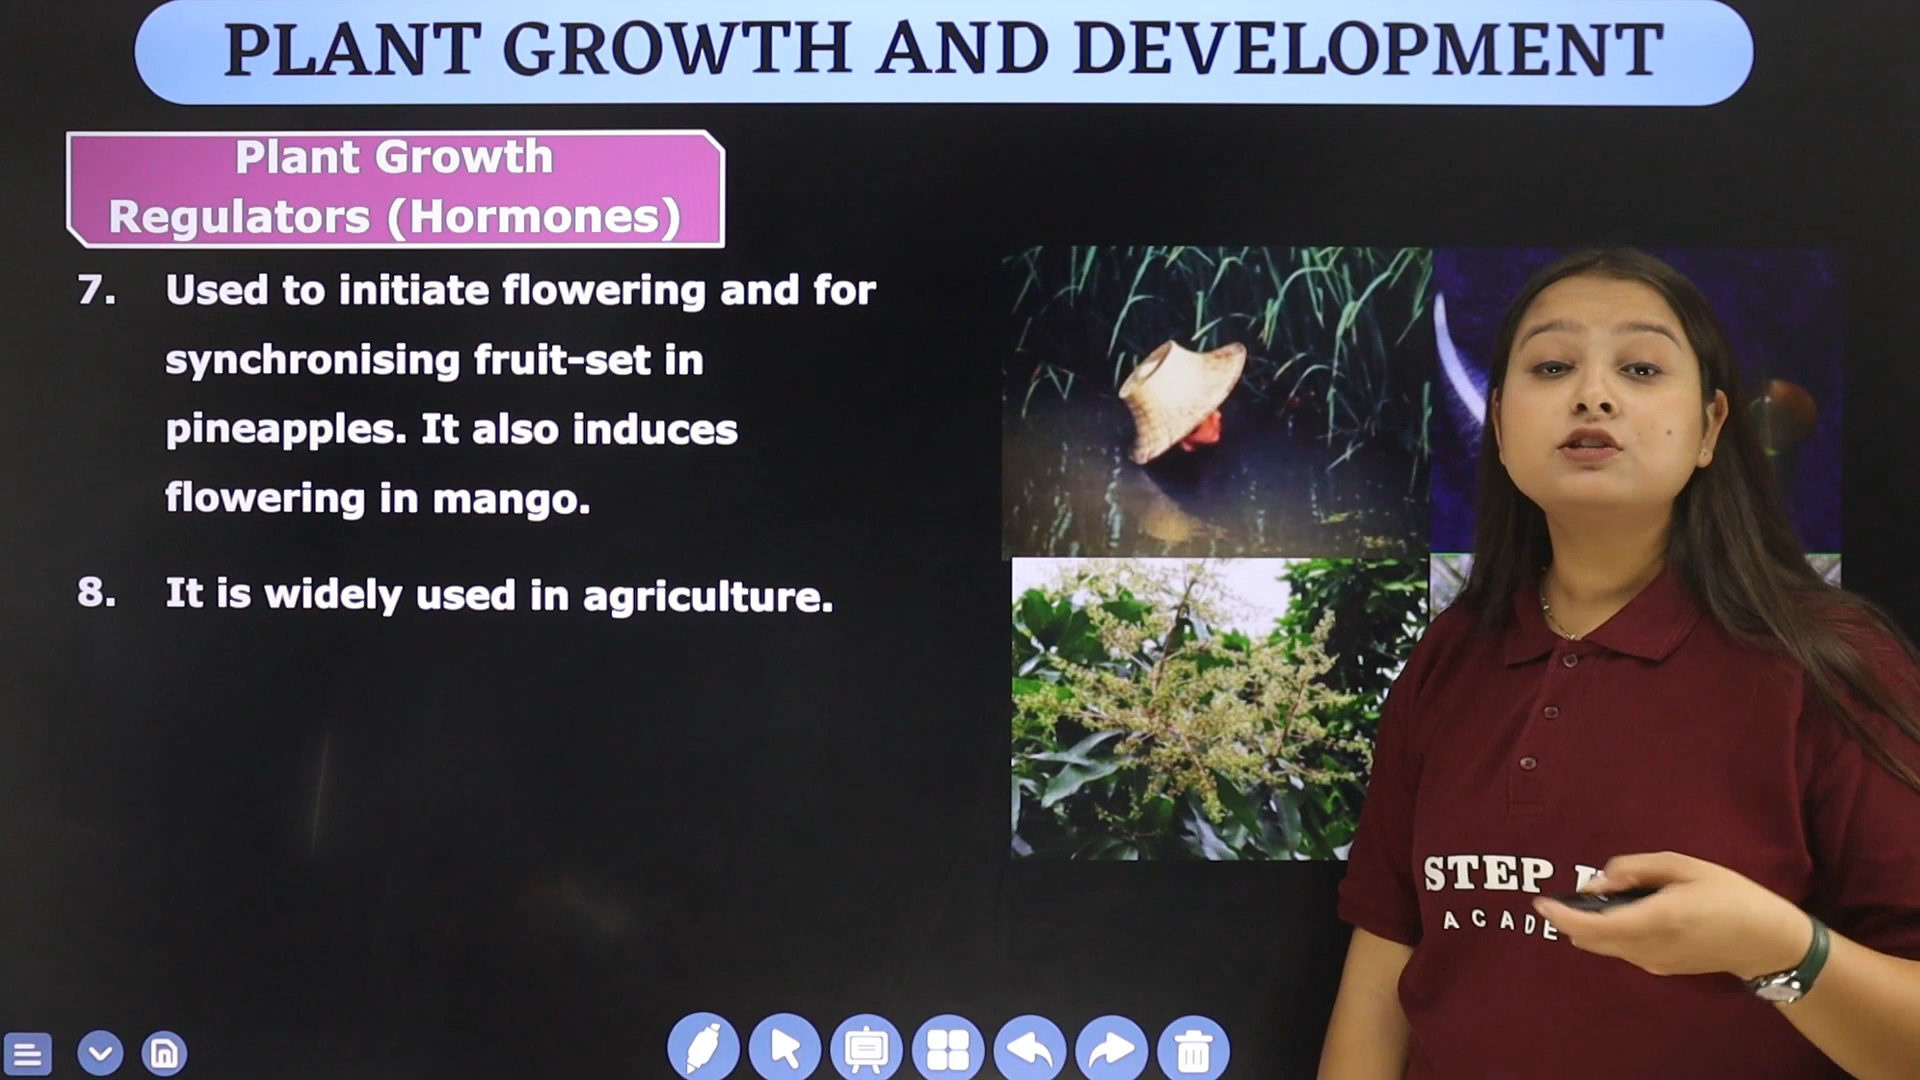 PLANT GROWTH AND DEVELOPMENT
Plant Growth
Regulators (Hormones)
7. Used to initiate flowering and for
synchronising fruit-set in
pineapples. It also induces
flowering in mango.
8. It is widely used in agriculture.
STEP